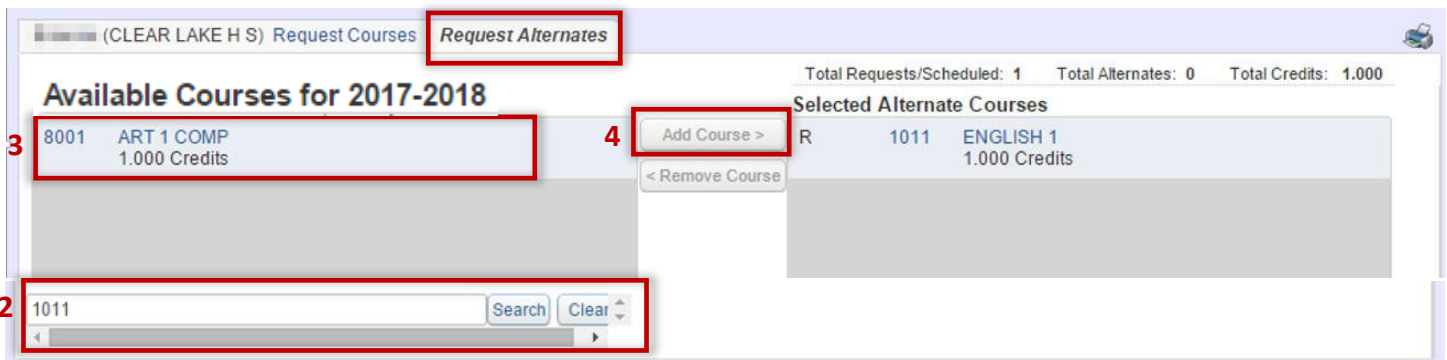 (CLEAR LAKE H S) Request Courses Request Alternates
Total Requests/Scheduled: 1 Total Alternates: 0 Total Credits: 1.000
Available Courses for 2017-2018
Selected Alternate Courses
3 8001 ART 1 COMP
1.000 Credits
4 Add Course >
< Remove Course
R 1011 ENGLISH 1
1.000 Credits
2 1011 Search Clear